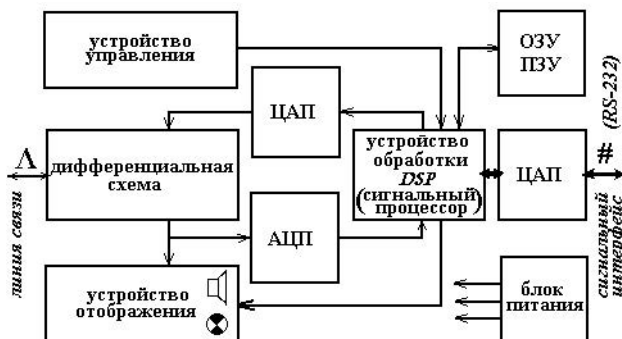 устройство
управления
ОЗУ
ПЗУ
(RS-232)
ЦАП
устройство
обработки
DSP
(сигнальный
процессор)
Λ
дифференциальная
схема
ЦАП
#
линия связи
АЦП
сигнальный
интерфейс
устройство
отображения
блок
питания